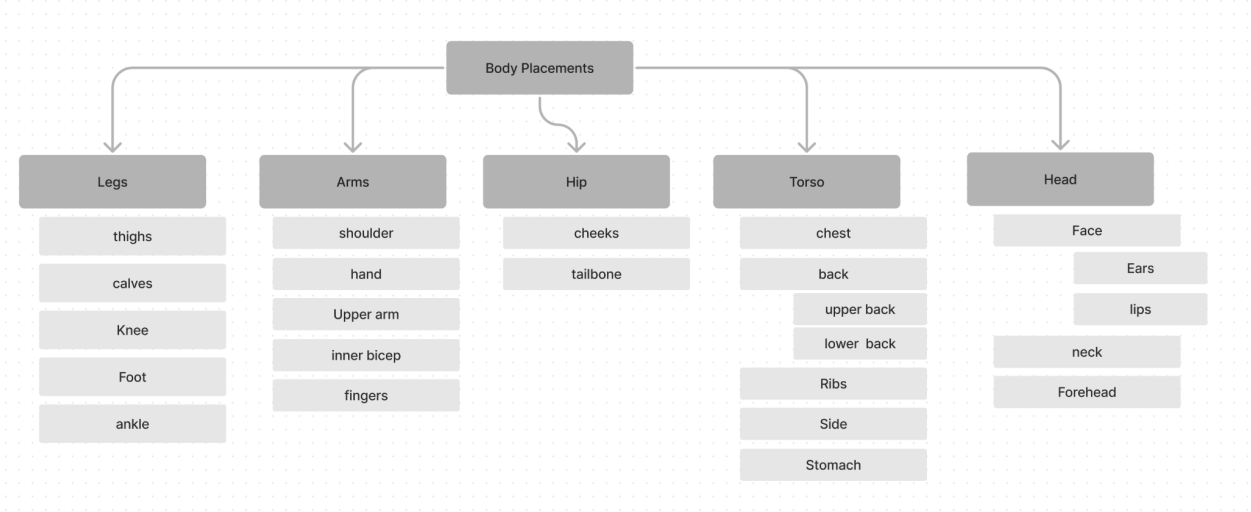 Body Placements
Legs
thighs
calves
Knee
Foot
ankle
Arms
shoulder
hand
Upper arm
inner bicep
fingers
Hip
cheeks
tailbone
Torso
chest
back
upper back
lower  back
Ribs
Side
Stomach
Head
Face
Ears
lips
neck
Forehead